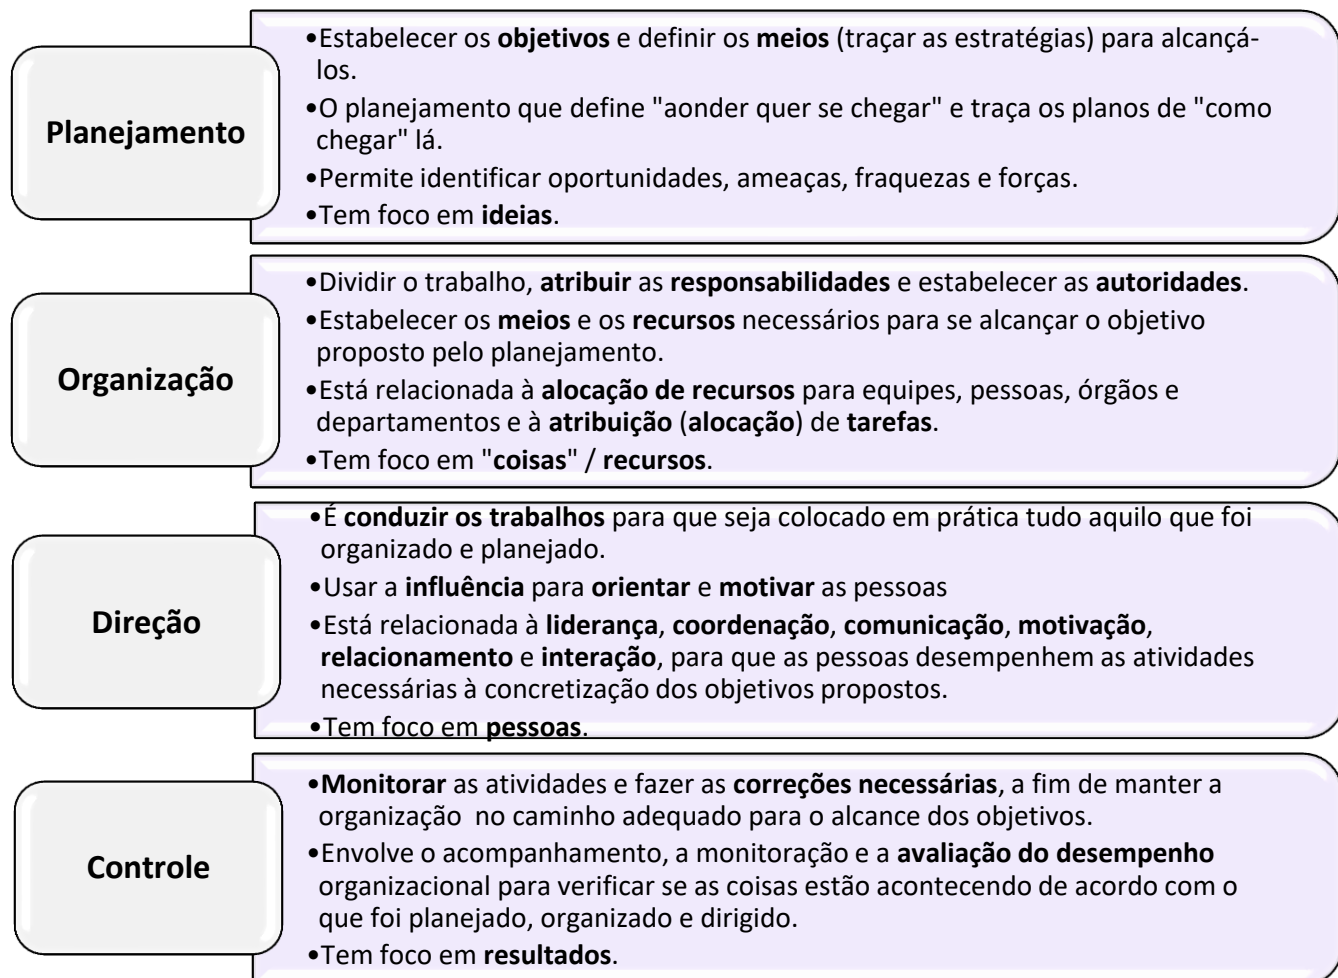 Planejamento
•Estabelecer os objetivos e definir os meios (traçar as estratégias) para alcançá-
los.
•O planejamento que define "aonder quer se chegar" e traça os planos de "como
chegar" lá.
•Permite identificar oportunidades, ameaças, fraquezas e forças.
•Tem foco em ideias.
Organização
•Dividir o trabalho, atribuir as responsabilidades e estabelecer as autoridades.
•Estabelecer os meios e os recursos necessários para se alcançar o objetivo
proposto pelo planejamento.
•Está relacionada à alocação de recursos para equipes, pessoas, órgãos e
departamentos e à atribuição (alocação) de tarefas.
•Tem foco em "coisas" / recursos.
Direção
•É conduzir os trabalhos para que seja colocado em prática tudo aquilo que foi
organizado e planejado.
•Usar a influência para orientar e motivar as pessoas
•Está relacionada à liderança, coordenação, comunicação, motivação,
relacionamento e interação, para que as pessoas desempenhem as atividades
necessárias à concretização dos objetivos propostos.
•Tem foco em pessoas.
Controle
•Monitorar as atividades e fazer as correções necessárias, a fim de manter a
organização no caminho adequado para o alcance dos objetivos.
•Envolve o acompanhamento, a monitoração e a avaliação do desempenho
organizacional para verificar se as coisas estão acontecendo de acordo com o
que foi planejado, organizado e dirigido.
•Tem foco em resultados.